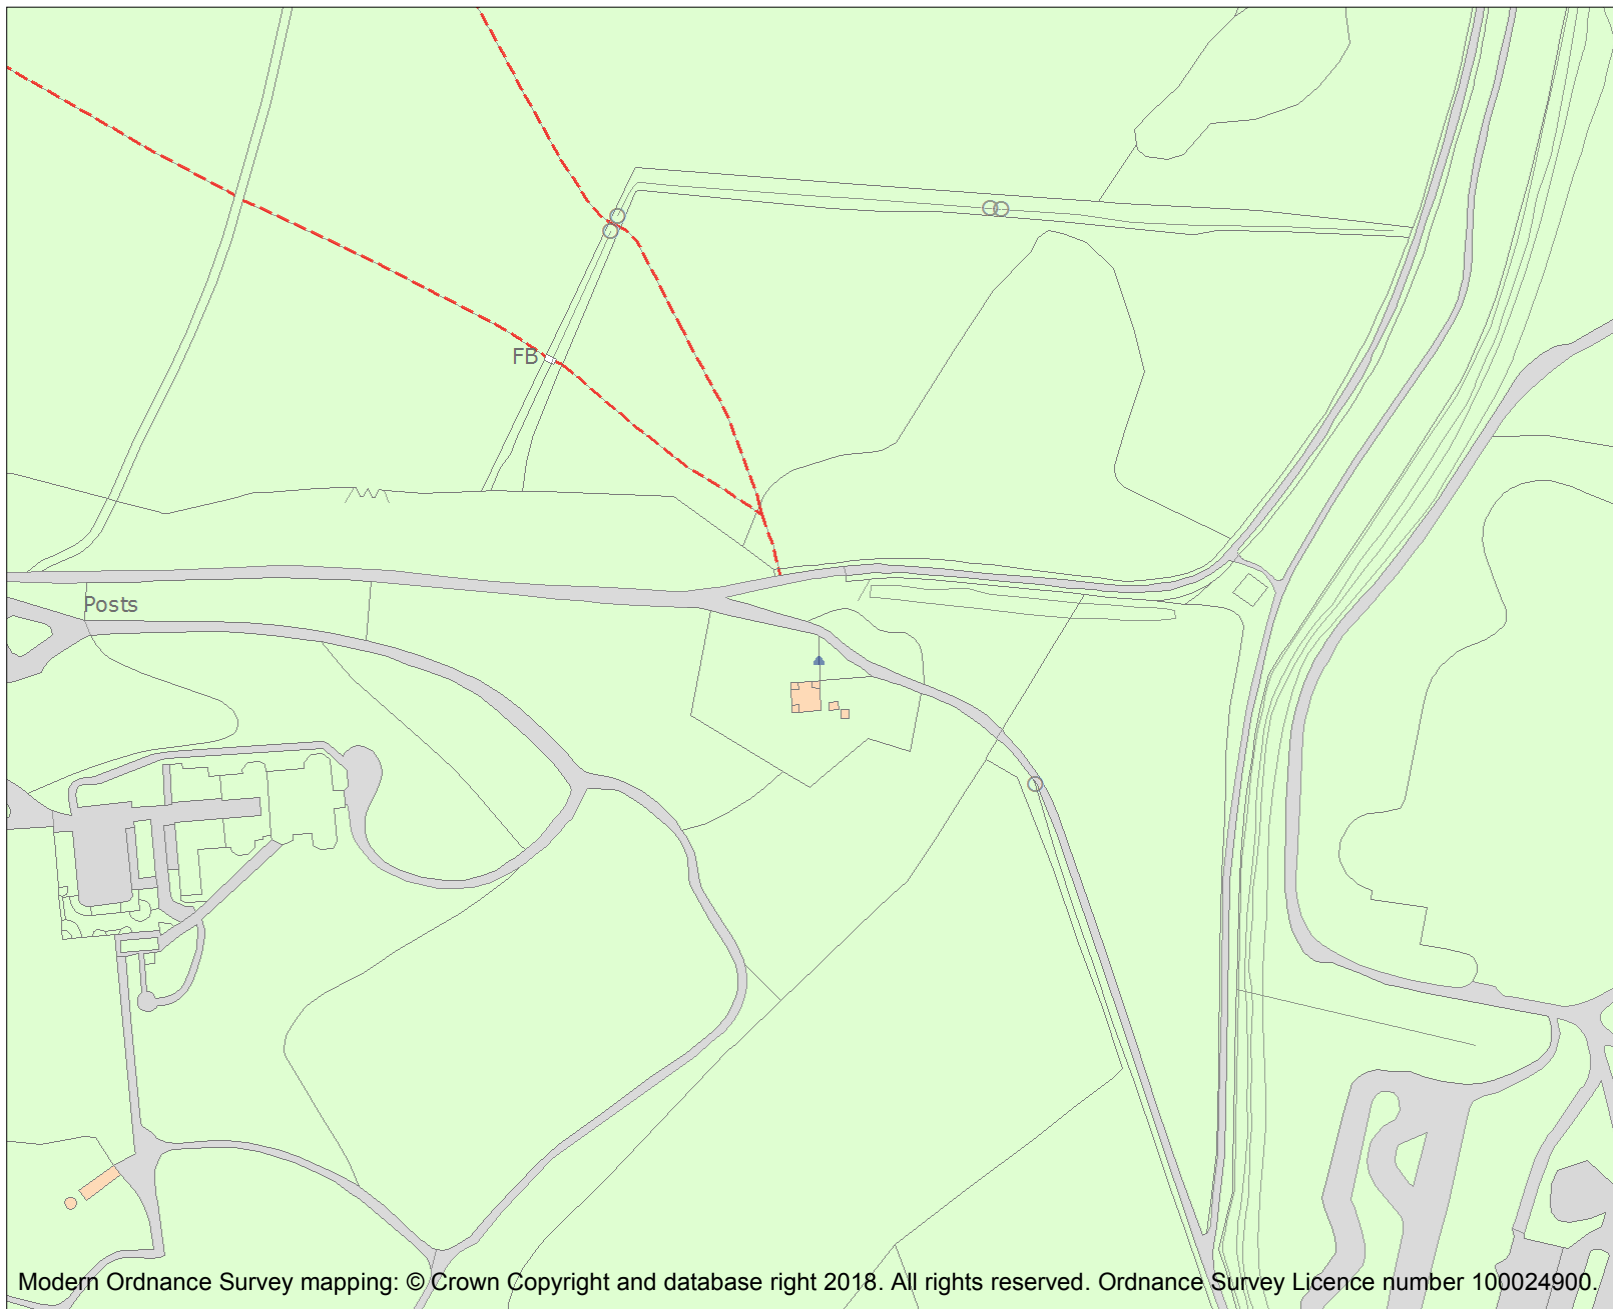 FB
Posts
Modern Ordnance Survey mapping: © Crown Copyright and database right 2018. All rights reserved. Ordnance Survey Licence number 100024900.